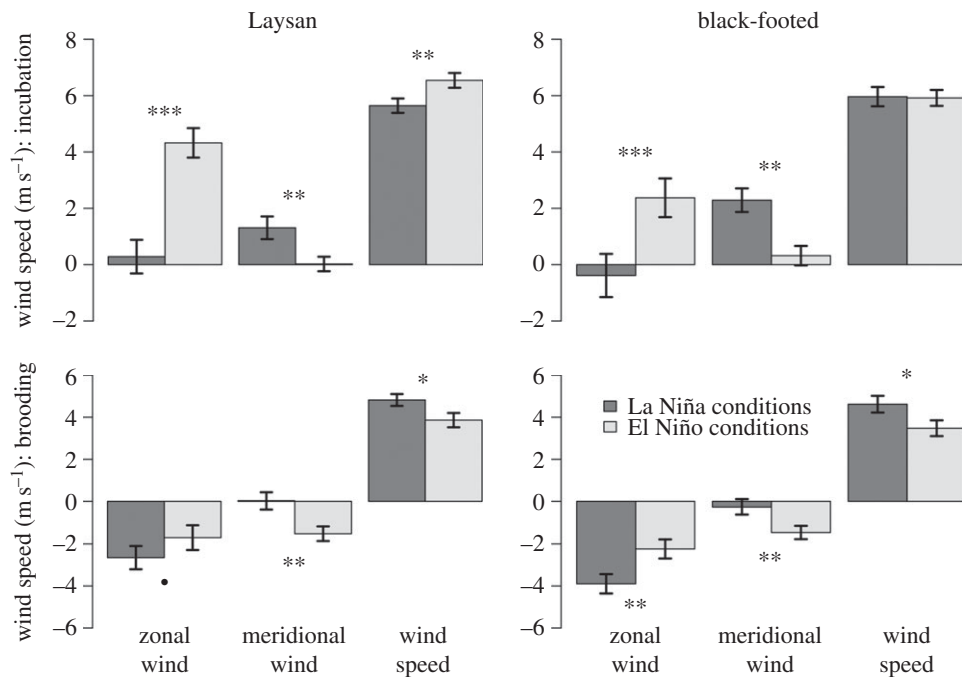 Laysan
black-footed
wind speed (m s⁻¹): incubation
8
6
4
2
0
–2
***
**
**
8
6
4
2
0
–2
***
**
wind speed (m s⁻¹): brooding
6
4
2
0
–2
–4
–6
•
**
*
6
4
2
0
–2
–4
–6
**
**
*
La Niña conditions
El Niño conditions
zonal
wind
meridional
wind
wind
speed
zonal
wind
meridional
wind
wind
speed